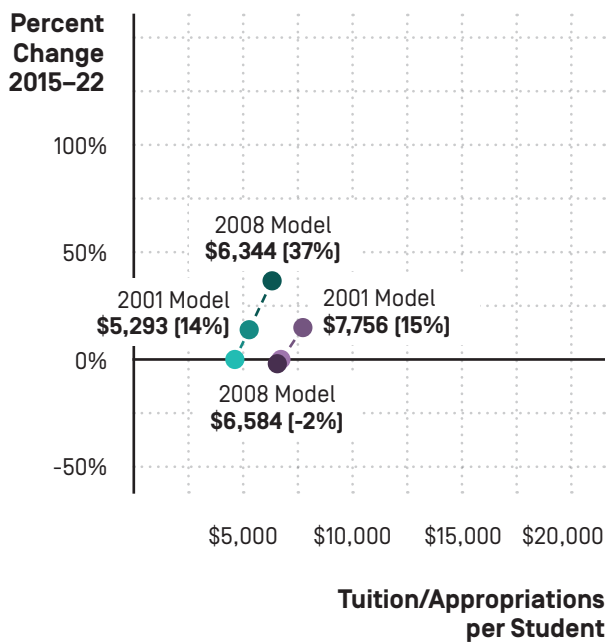 Percent
Change
2015–22
100%
50%
0%
-50%
2008 Model
$6,344 (37%)
2001 Model
$5,293 (14%)
2001 Model
$7,756 (15%)
2008 Model
$6,584 (-2%)
$5,000
$10,000
$15,000
$20,000
Tuition/Appropriations
per Student